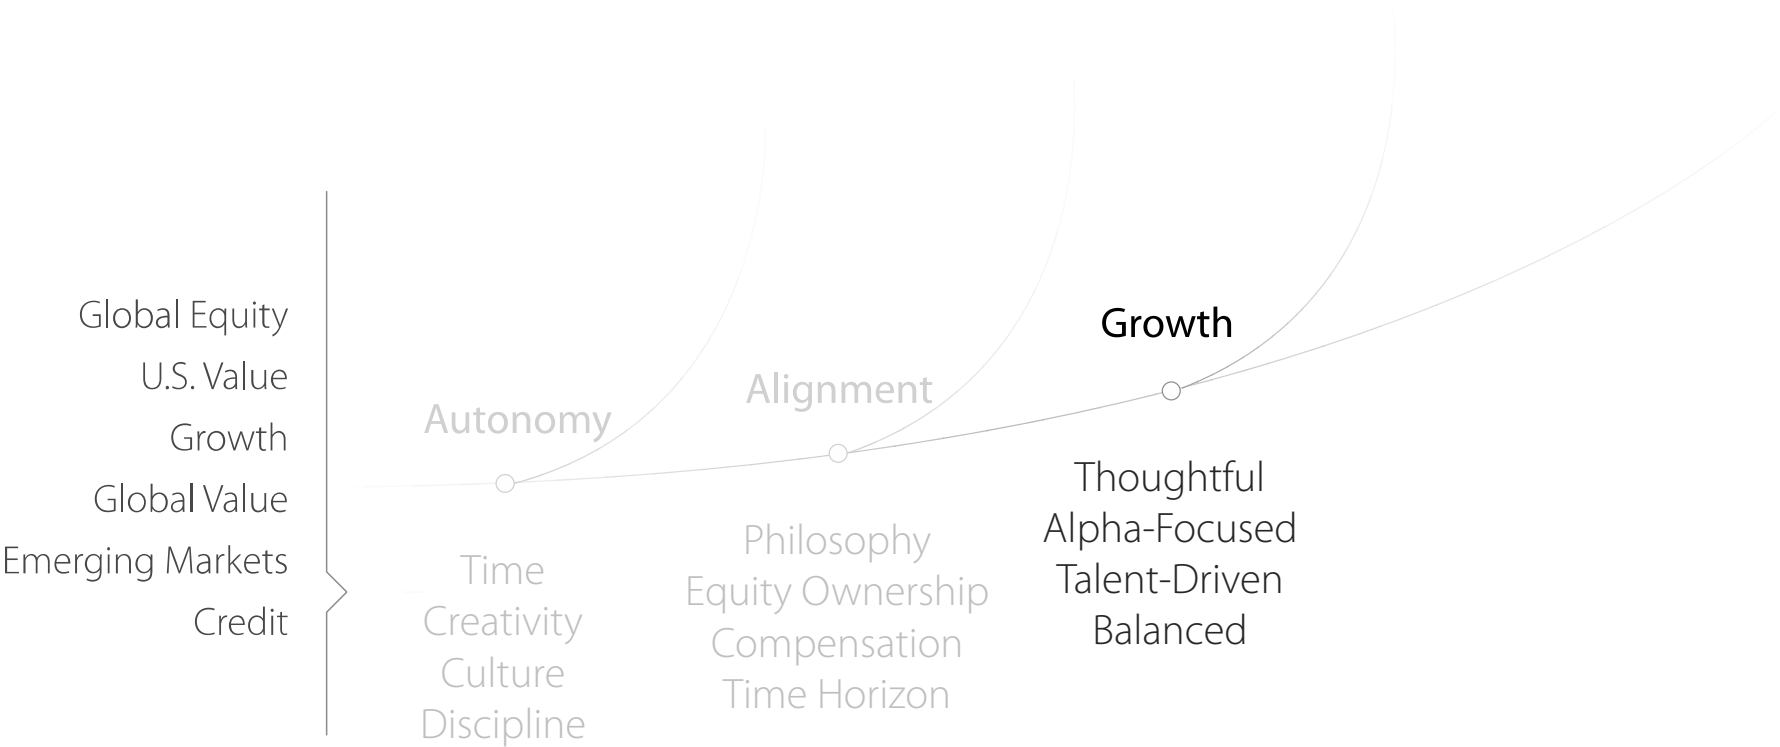 Global Equity
U.S. Value
Growth
Global Value
Emerging Markets
Credit
Autonomy
Time
Creativity
Culture
Discipline
Alignment
Philosophy
Equity Ownership
Compensation
Time Horizon
Growth
Thoughtful
Alpha-Focused
Talent-Driven
Balanced